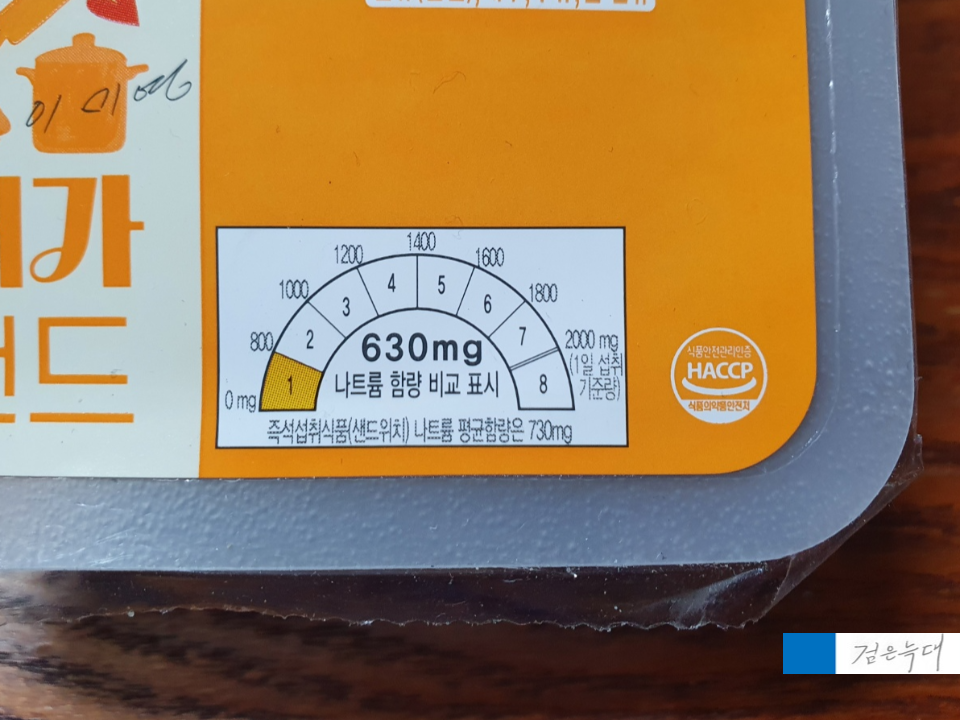 이미영
가
드
1400
1200
1600
1000
1800
800
2000 mg
(1일 섭취
기준량)
0 mg
1
2
3
4
5
6
7
8
630mg
나트륨 함량 비교 표시
즉석섭취식품(샌드위치) 나트륨 평균함량은 730mg
식품안전관리인증
HACCP
식품의약품안전처
검은늑대